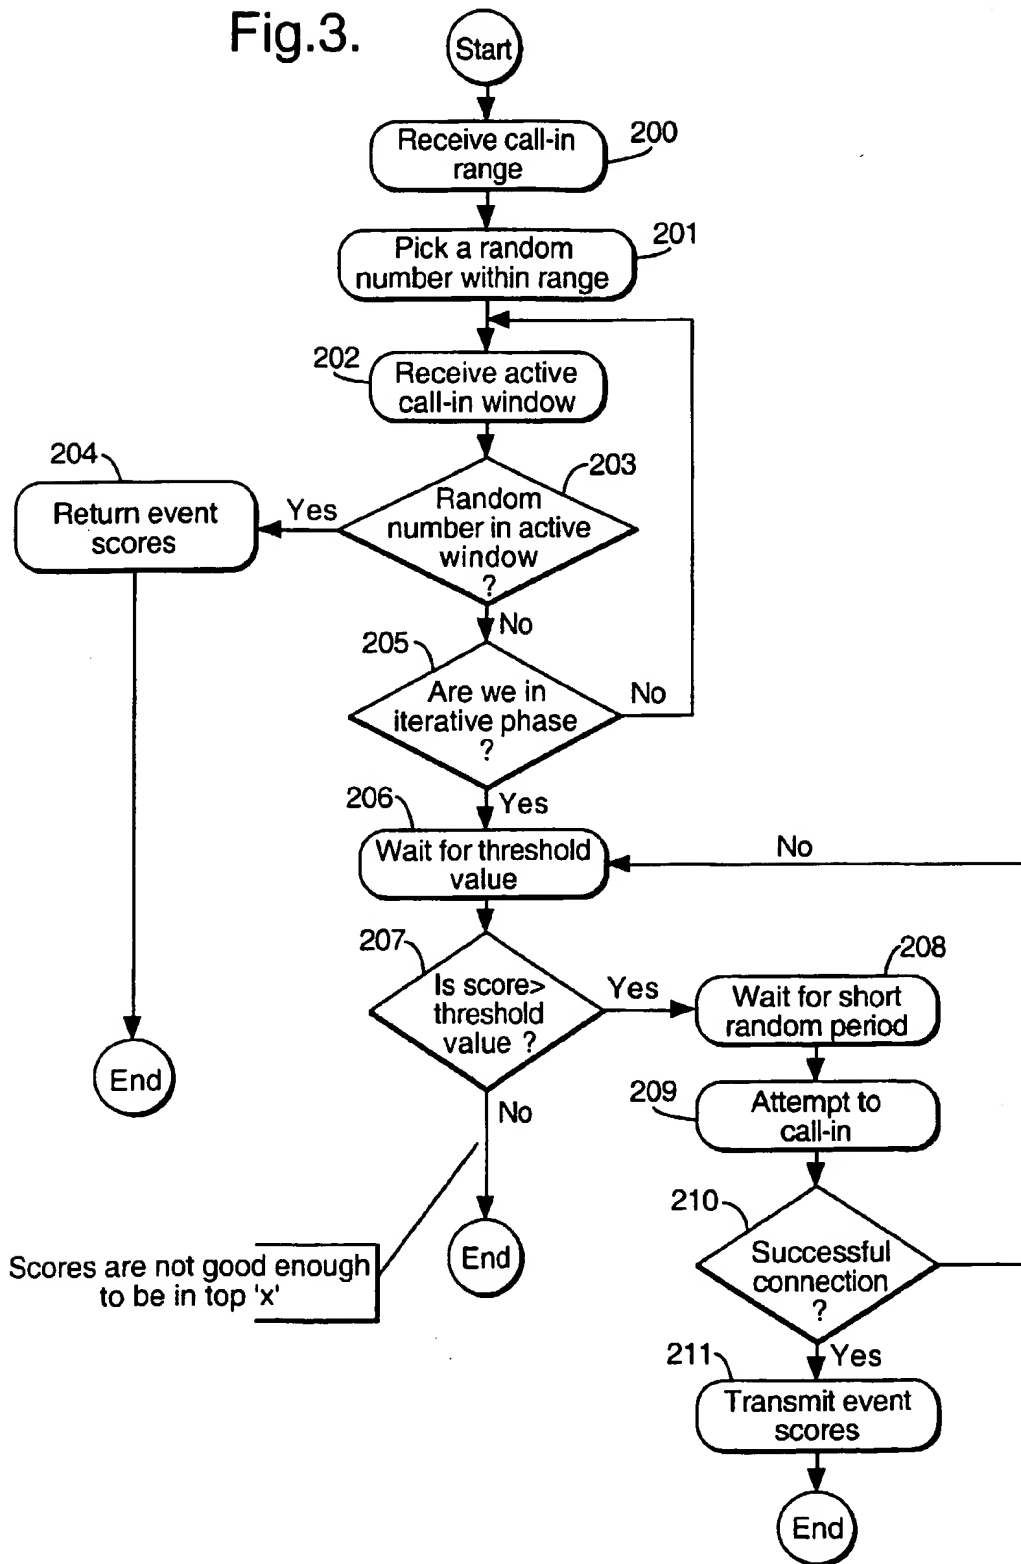 Fig.3.
Start
Receive call-in
range
200
Pick a random
number within range
201
202
Receive active
call-in window
203
Random
number in active
window
?
Yes
204
Return event
scores
No
205
Are we in
iterative phase
?
No
Yes
206
Wait for threshold
value
No
207
Is score>
threshold
value ?
Yes
208
Wait for short
random period
End
No
209
Attempt to
call-in
210
Successful
connection
?
Scores are not good enough
to be in top 'x'
End
Yes
211
Transmit event
scores
End